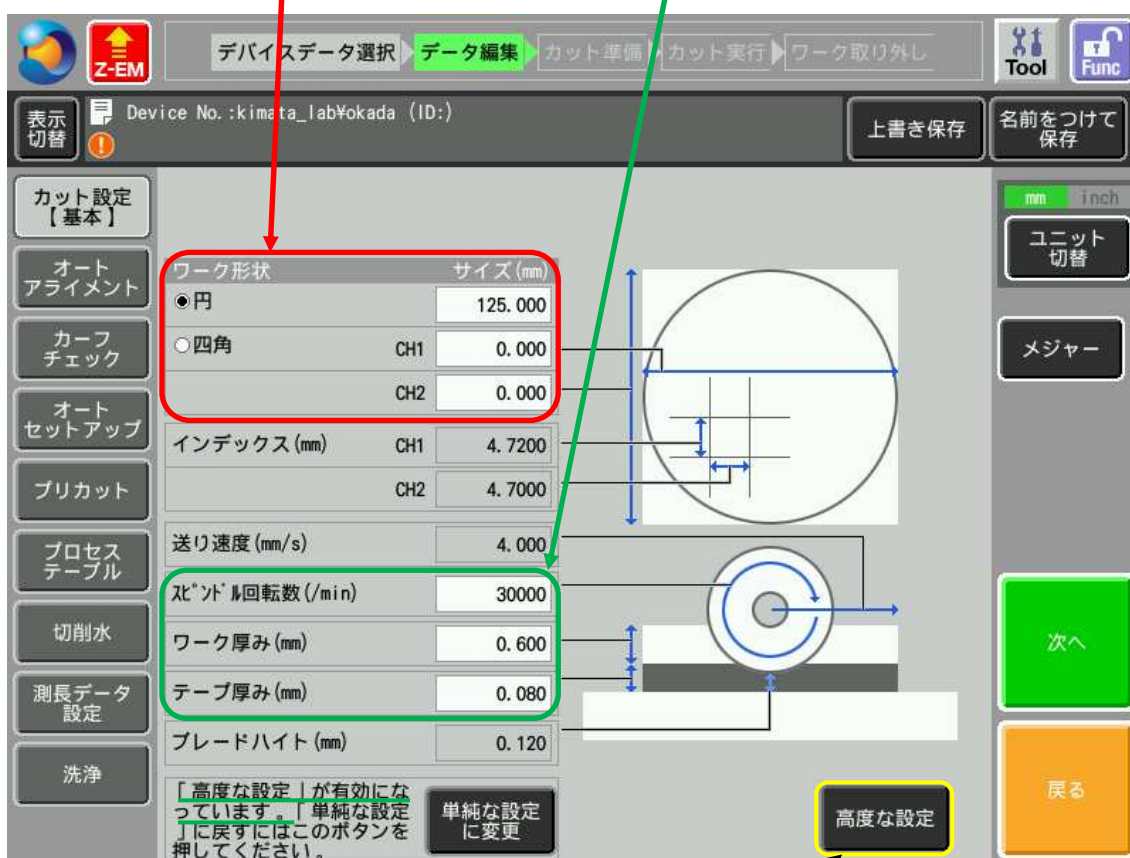 Z-EM
デバイスデータ選択 データ編集 カット準備 カット実行 ワーク取り外し
Tool
Func
表示
切替
Device No.:kimata_lab¥okada (ID:)
上書き保存
名前をつけて
保存
カット設定
【基本】
オート
アライメント
カーフ
チェック
オート
セットアップ
プリカット
プロセス
テーブル
切削水
測長データ
設定
洗浄
ワーク形状 サイズ(mm)
円 125.000
四角 CH1 0.000
CH2 0.000
インデックス(mm) CH1 4.7200
CH2 4.7000
送り速度(mm/s) 4.000
スピンドル回転数(/min) 30000
ワーク厚み(mm) 0.600
テープ厚み(mm) 0.080
ブレードハイト(mm) 0.120
「高度な設定」が有効にな
っています。「単純な設定
」に戻すにはこのボタンを
押してください。
単純な設定
に変更
高度な設定
mm inch
ユニット
切替
メジャー
次へ
戻る